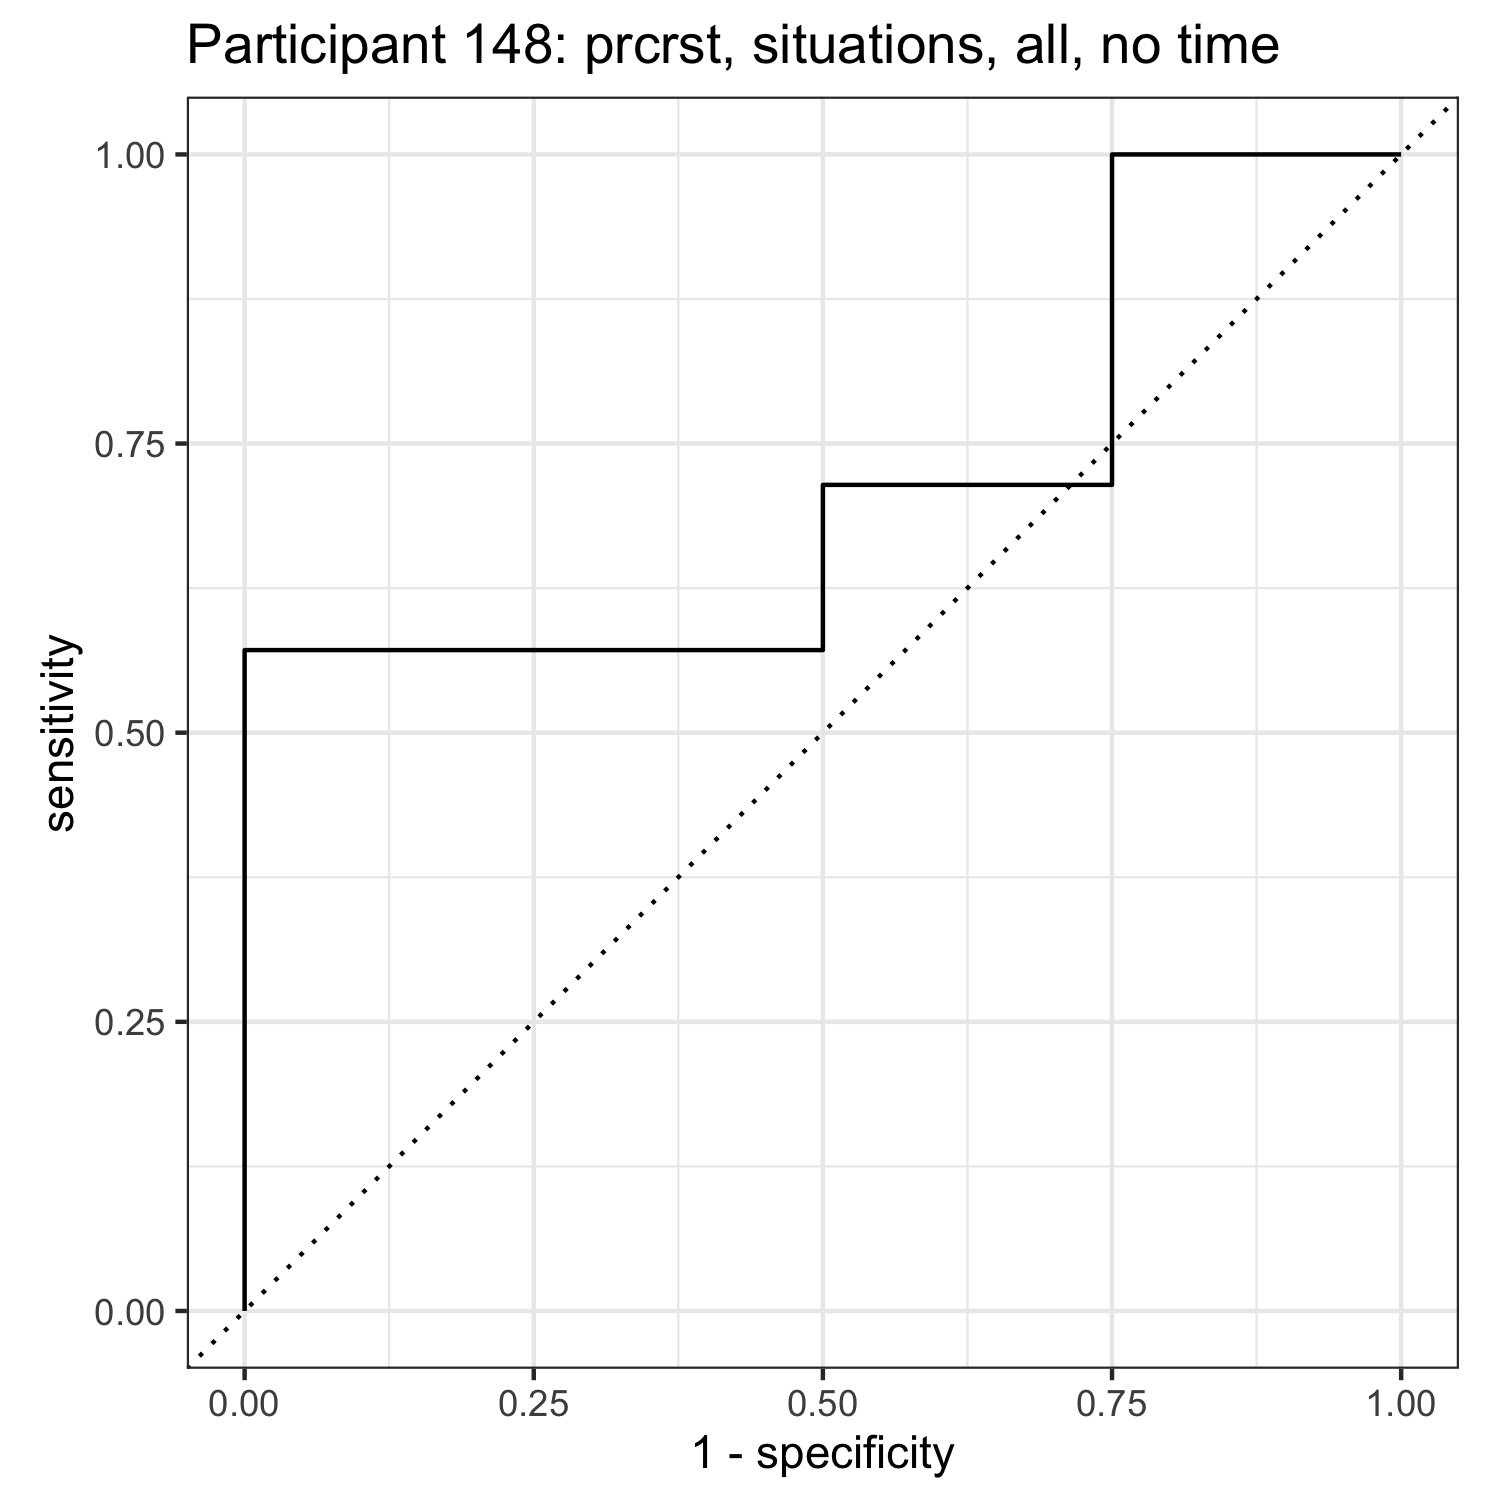 Participant 148: prcrst, situations, all, no time
1.00
0.75
0.50
0.25
0.00
sensitivity
0.00 0.25 0.50 0.75 1.00
1 - specificity